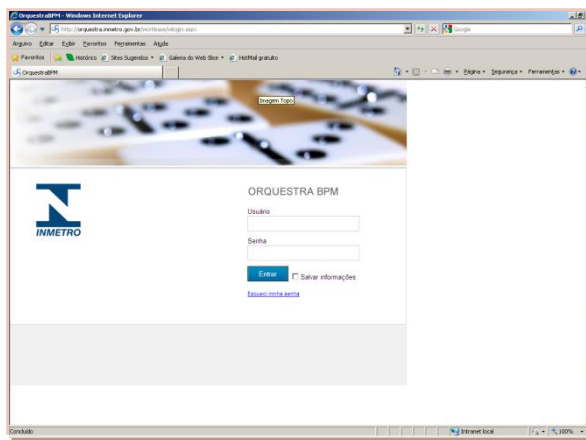 OrquestraBPM - Windows Internet Explorer
http://orquestra.inmetro.gov.br/workbase/wlogin.aspx
Google
Arquivo Editar Exibir Favoritos Ferramentas Ajuda
Favoritos Histórico Sites Sugeridos Galeria do Web Slice HotMail gratuito
OrquestraBPM
Página Segurança Ferramentas
Imagem Topo
INMETRO
ORQUESTRA BPM
Usuário
Senha
Entrar Salvar informações
Esqueci minha senha
Concluído Intranet local 100%